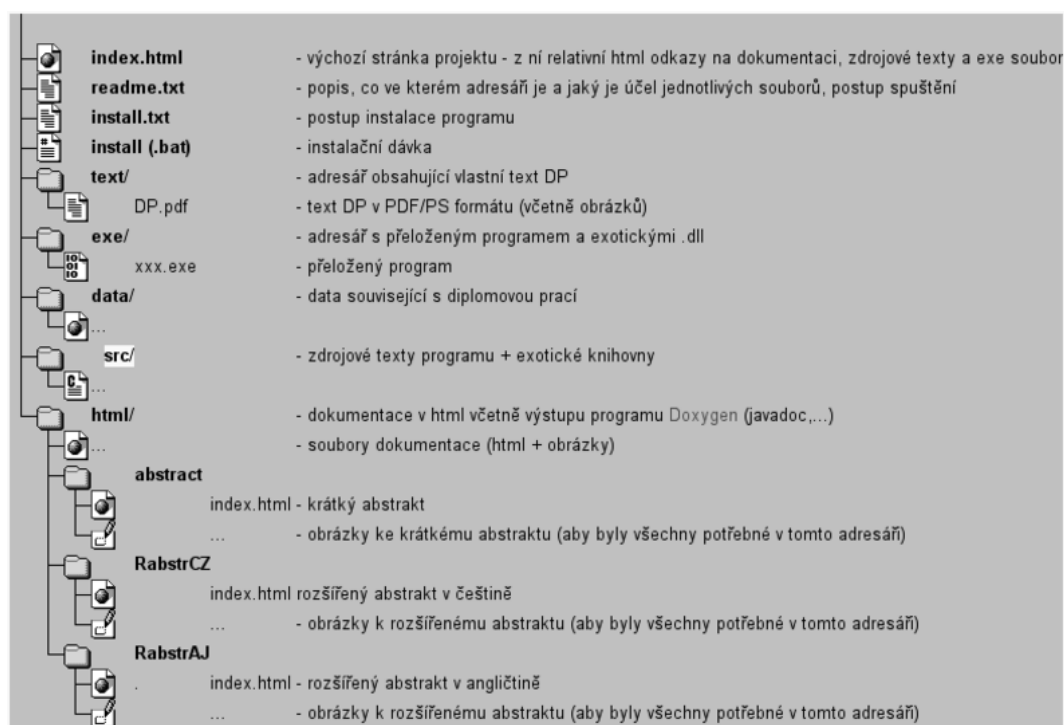 index.html - výchozí stránka projektu - z ní relativní html odkazy na dokumentaci, zdrojové texty a exe soubor
readme.txt - popis, co ve kterém adresáři je a jaký je účel jednotlivých souborů, postup spuštění
install.txt - postup instalace programu
install (.bat) - instalační dávka
text/ - adresář obsahující vlastní text DP
DP.pdf - text DP v PDF/PS formátu (včetně obrázků)
exe/ - adresář s přeloženým programem a exotickými .dll
xxx.exe - přeložený program
data/ - data související s diplomovou prací
...
src/ - zdrojové texty programu + exotické knihovny
...
html/ - dokumentace v html včetně výstupu programu Doxygen (javadoc,...)
... - soubory dokumentace (html + obrázky)
abstract
index.html - krátký abstrakt
... - obrázky ke krátkému abstraktu (aby byly všechny potřebné v tomto adresáři)
RabstrCZ
index.html rozšířený abstrakt v češtině
... - obrázky k rozšířenému abstraktu (aby byly všechny potřebné v tomto adresáři)
RabstrAJ
. index.html - rozšířený abstrakt v angličtině
... - obrázky k rozšířenému abstraktu (aby byly všechny potřebné v tomto adresáři)